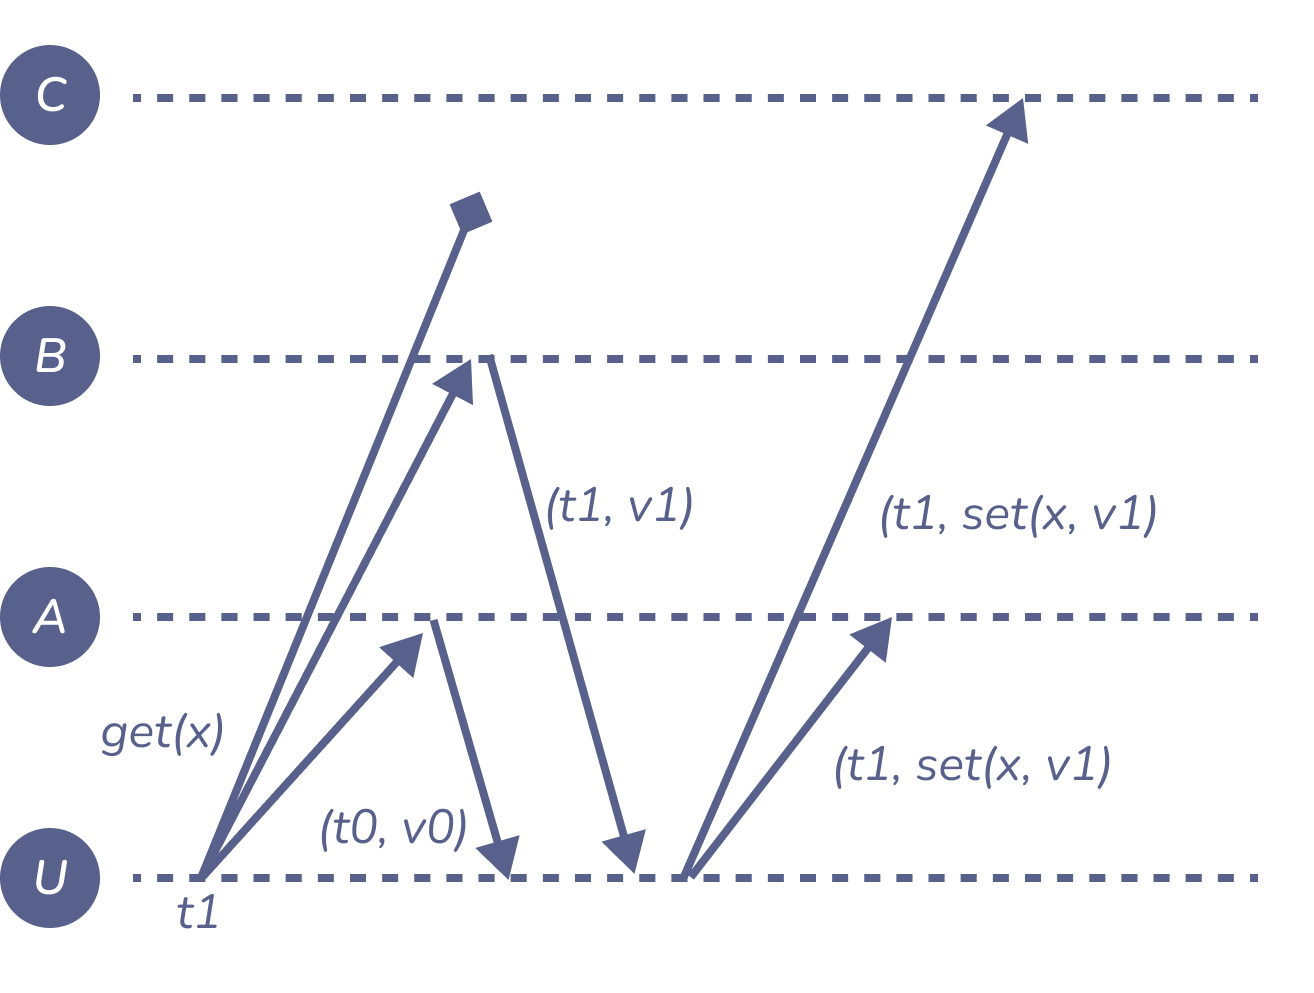 C
B
(t1, v1)
(t1, set(x, v1)
A
get(x)
(t1, set(x, v1)
(t0, v0)
U
t1